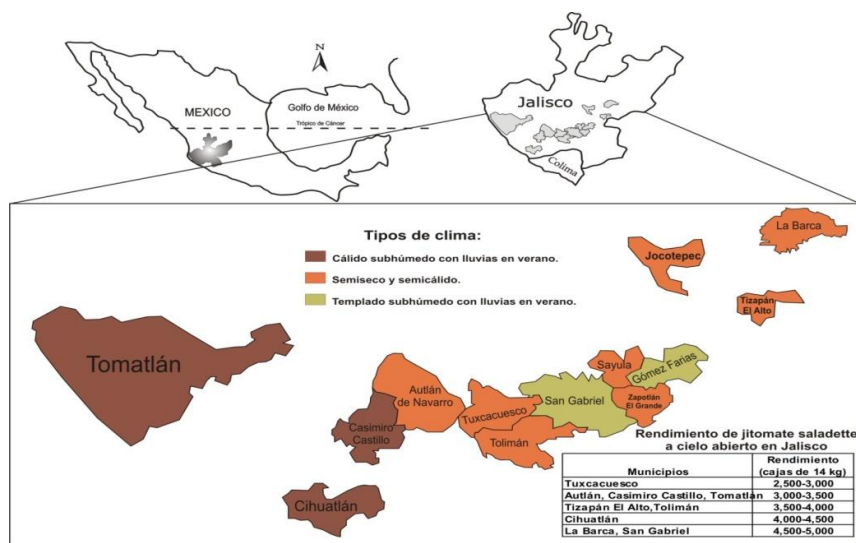 N
MEXICO
Golfo de México
Trópico de Cáncer
Jalisco
Colima
Tipos de clima:
Cálido subhúmedo con lluvias en verano.
Semiseco y semicálido.
Templado subhúmedo con lluvias en verano.
La Barca
Jocotepec
Tizapán
El Alto
Tomatlán
Autlán
de Navarro
Casimiro
Castillo
Cihuatlán
Tuxcacuesco
Tolimán
San Gabriel
Sayula
Gómez Farias
Zapotlán
El Grande
Rendimiento de jitomate saladette
a cielo abierto en Jalisco
Municipios
Rendimiento
(cajas de 14 kg)
Tuxcacuesco 2,500-3,000
Autlán, Casimiro Castillo, Tomatlán 3,000-3,500
Tizapán El Alto,Tolimán 3,500-4,000
Cihuatlán 4,000-4,500
La Barca, San Gabriel 4,500-5,000